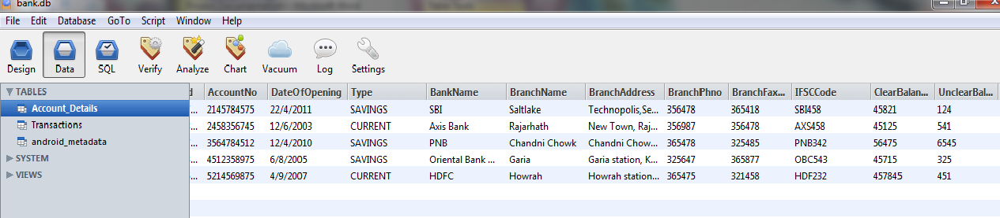 bank.db
File Edit Database GoTo Script Window Help
Design Data SQL Verify Analyze Chart Vacuum Log Settings
TABLES
Account_Details
Transactions
android_metadata
SYSTEM
VIEWS
d AccountNo DateOfOpening Type BankName BranchName BranchAddress BranchPhno BranchFax... IFSCCode ClearBalan... UnclearBal...
... 2145784575 22/4/2011 SAVINGS SBI Saltlake Technopolis,Se... 356478 365418 SBI458 45821 124
... 2458356745 12/6/2003 CURRENT Axis Bank Rajarhath New Town, Raj... 356987 356478 AXS458 45125 541
... 3564784512 12/4/2010 SAVINGS PNB Chandni Chowk Chandni Chow... 365478 325485 PNB342 56475 6545
... 4512358975 6/8/2005 SAVINGS Oriental Bank ... Garia Garia station, K... 325647 365877 OBC543 45715 325
... 5214569875 4/9/2007 CURRENT HDFC Howrah Howrah station... 365475 321458 HDF232 457845 451